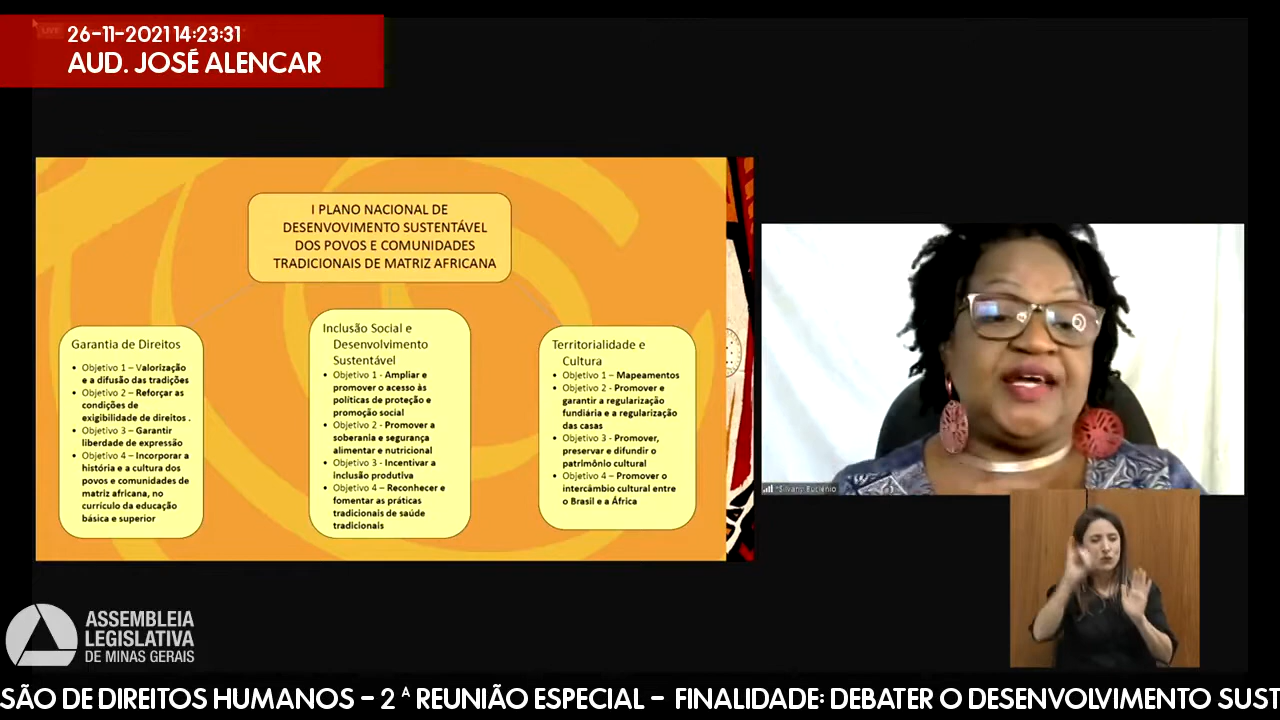 26-11-2021 14:23:31
AUD. JOSÉ ALENCAR
I PLANO NACIONAL DE
DESENVOVIMENTO SUSTENTÁVEL
DOS POVOS E COMUNIDADES
TRADICIONAIS DE MATRIZ AFRICANA
Garantia de Direitos
• Objetivo 1 – Valorização
e a difusão das tradições
• Objetivo 2 – Reforçar as
condições de
exigibilidade de direitos .
• Objetivo 3 – Garantir
liberdade de expressão
• Objetivo 4 – Incorporar a
história e a cultura dos
povos e comunidades de
matriz africana, no
currículo da educação
básica e superior
Inclusão Social e
Desenvolvimento
Sustentável
• Objetivo 1 - Ampliar e
promover o acesso às
políticas de proteção e
promoção social
• Objetivo 2 - Promover a
soberania e segurança
alimentar e nutricional
• Objetivo 3 - Incentivar a
inclusão produtiva
• Objetivo 4 – Reconhecer e
fomentar as práticas
tradicionais de saúde
tradicionais
Territorialidade e
Cultura
• Objetivo 1 – Mapeamentos
• Objetivo 2 - Promover e
garantir a regularização
fundiária e a regularização
das casas
• Objetivo 3 - Promover,
preservar e difundir o
patrimônio cultural
• Objetivo 4 – Promover o
intercâmbio cultural entre
o Brasil e a África
ASSEMBLEIA
LEGISLATIVA
DE MINAS GERAIS
SÃO DE DIREITOS HUMANOS – 2 ª REUNIÃO ESPECIAL – FINALIDADE: DEBATER O DESENVOLVIMENTO SUST